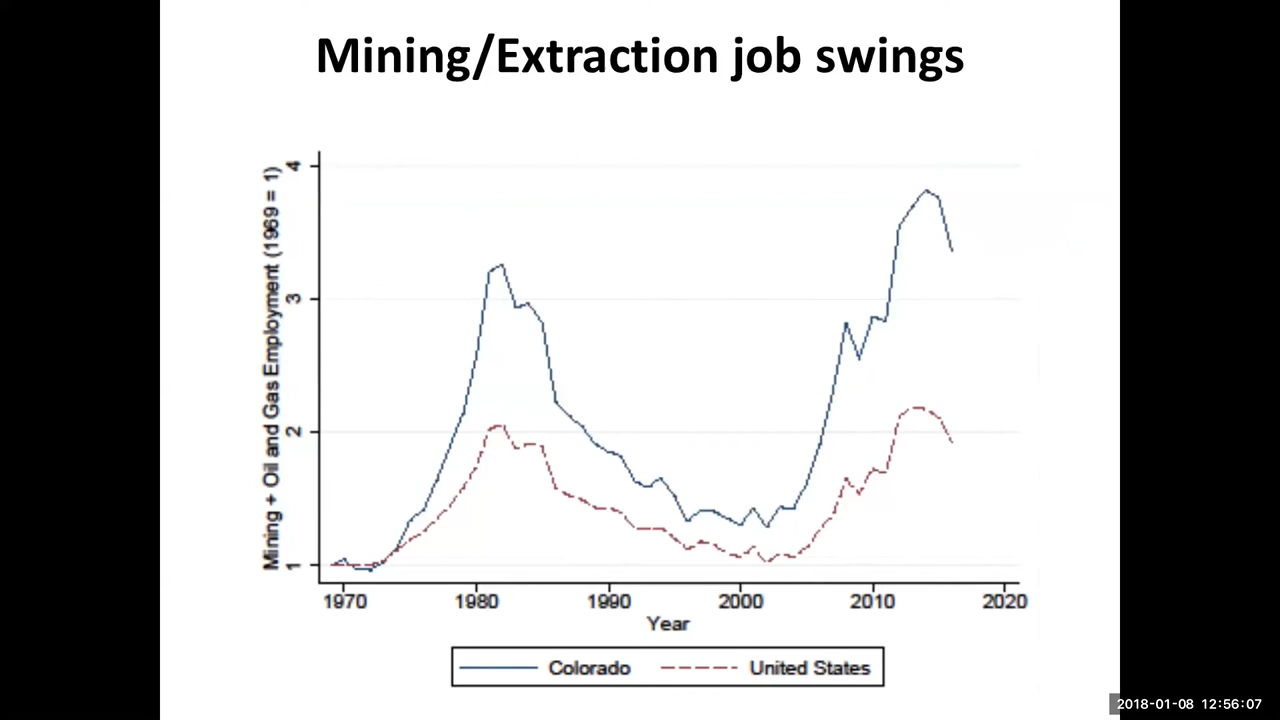 Mining/Extraction job swings
Mining + Oil and Gas Employment (1969 = 1)
4
3
2
1
1970 1980 1990 2000 2010 2020
Year
Colorado United States
2018-01-08 12:56:07